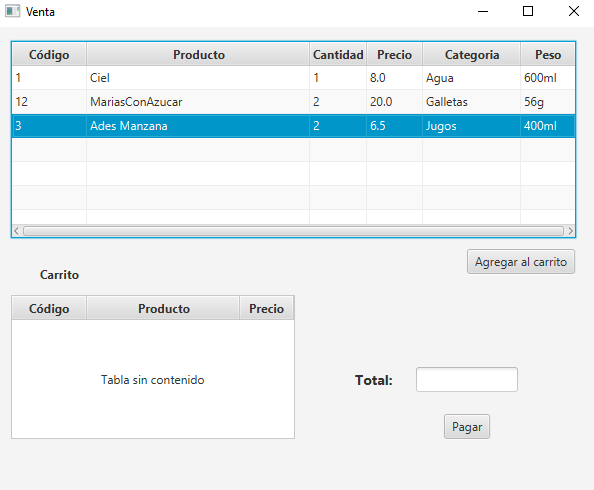 Venta
Código Producto Cantidad Precio Categoria Peso
1 Ciel 1 8.0 Agua 600ml
12 MariasConAzucar 2 20.0 Galletas 56g
3 Ades Manzana 2 6.5 Jugos 400ml
Agregar al carrito
Carrito
Código Producto Precio
Tabla sin contenido
Total:
Pagar